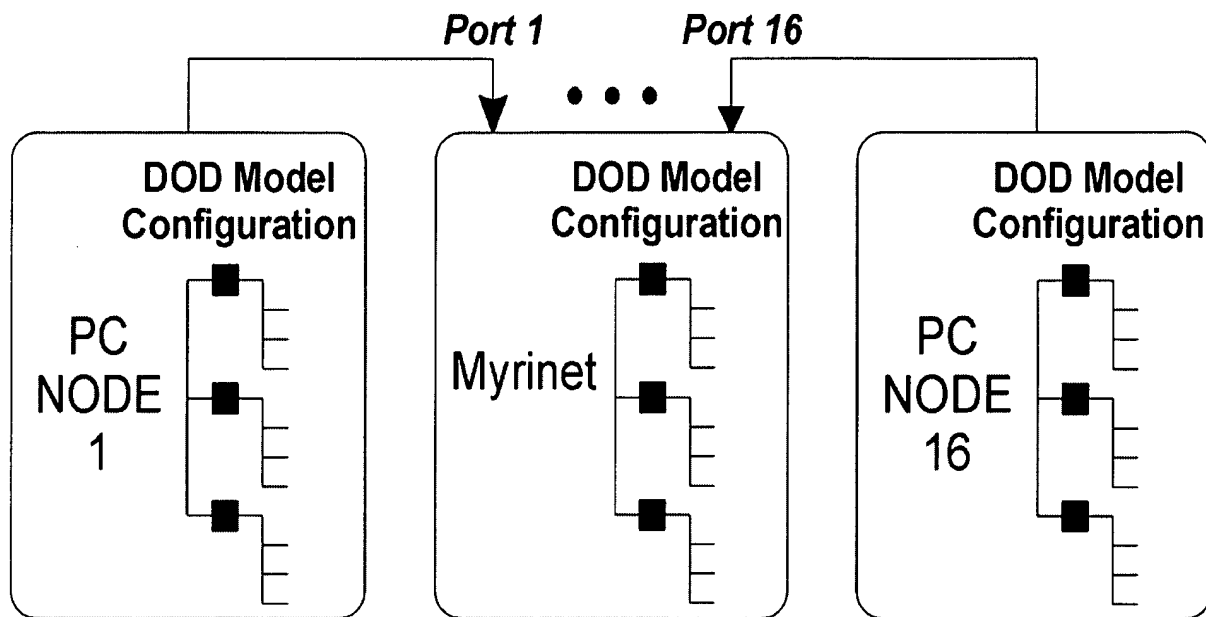 Port 1
Port 16
DOD Model
Configuration
PC
NODE
1
DOD Model
Configuration
Myrinet
DOD Model
Configuration
PC
NODE
16